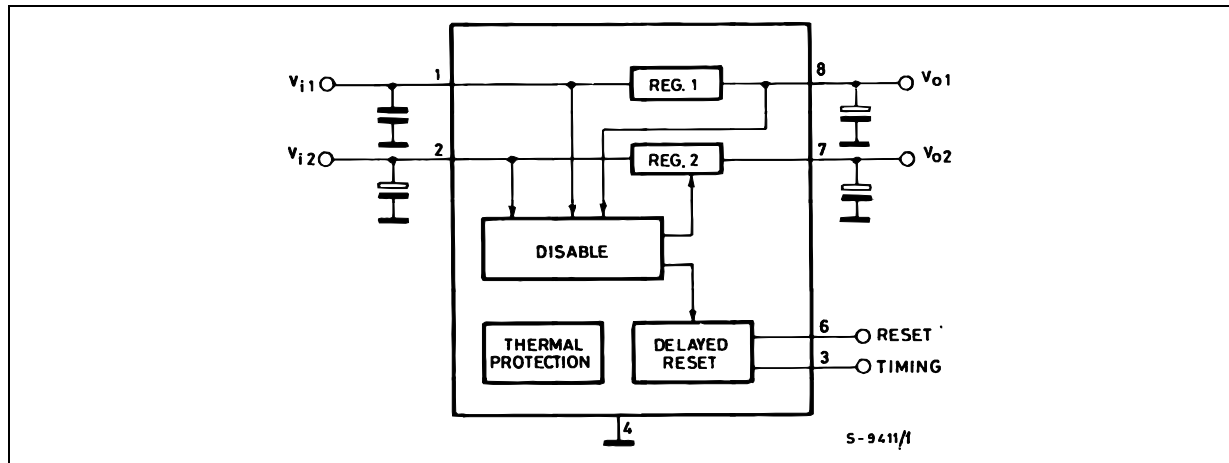 Vi1
1
REG. 1
8
Vo1
Vi2
2
REG. 2
7
Vo2
DISABLE
THERMAL
PROTECTION
DELAYED
RESET
6
RESET
3
TIMING
4
S-9411/1